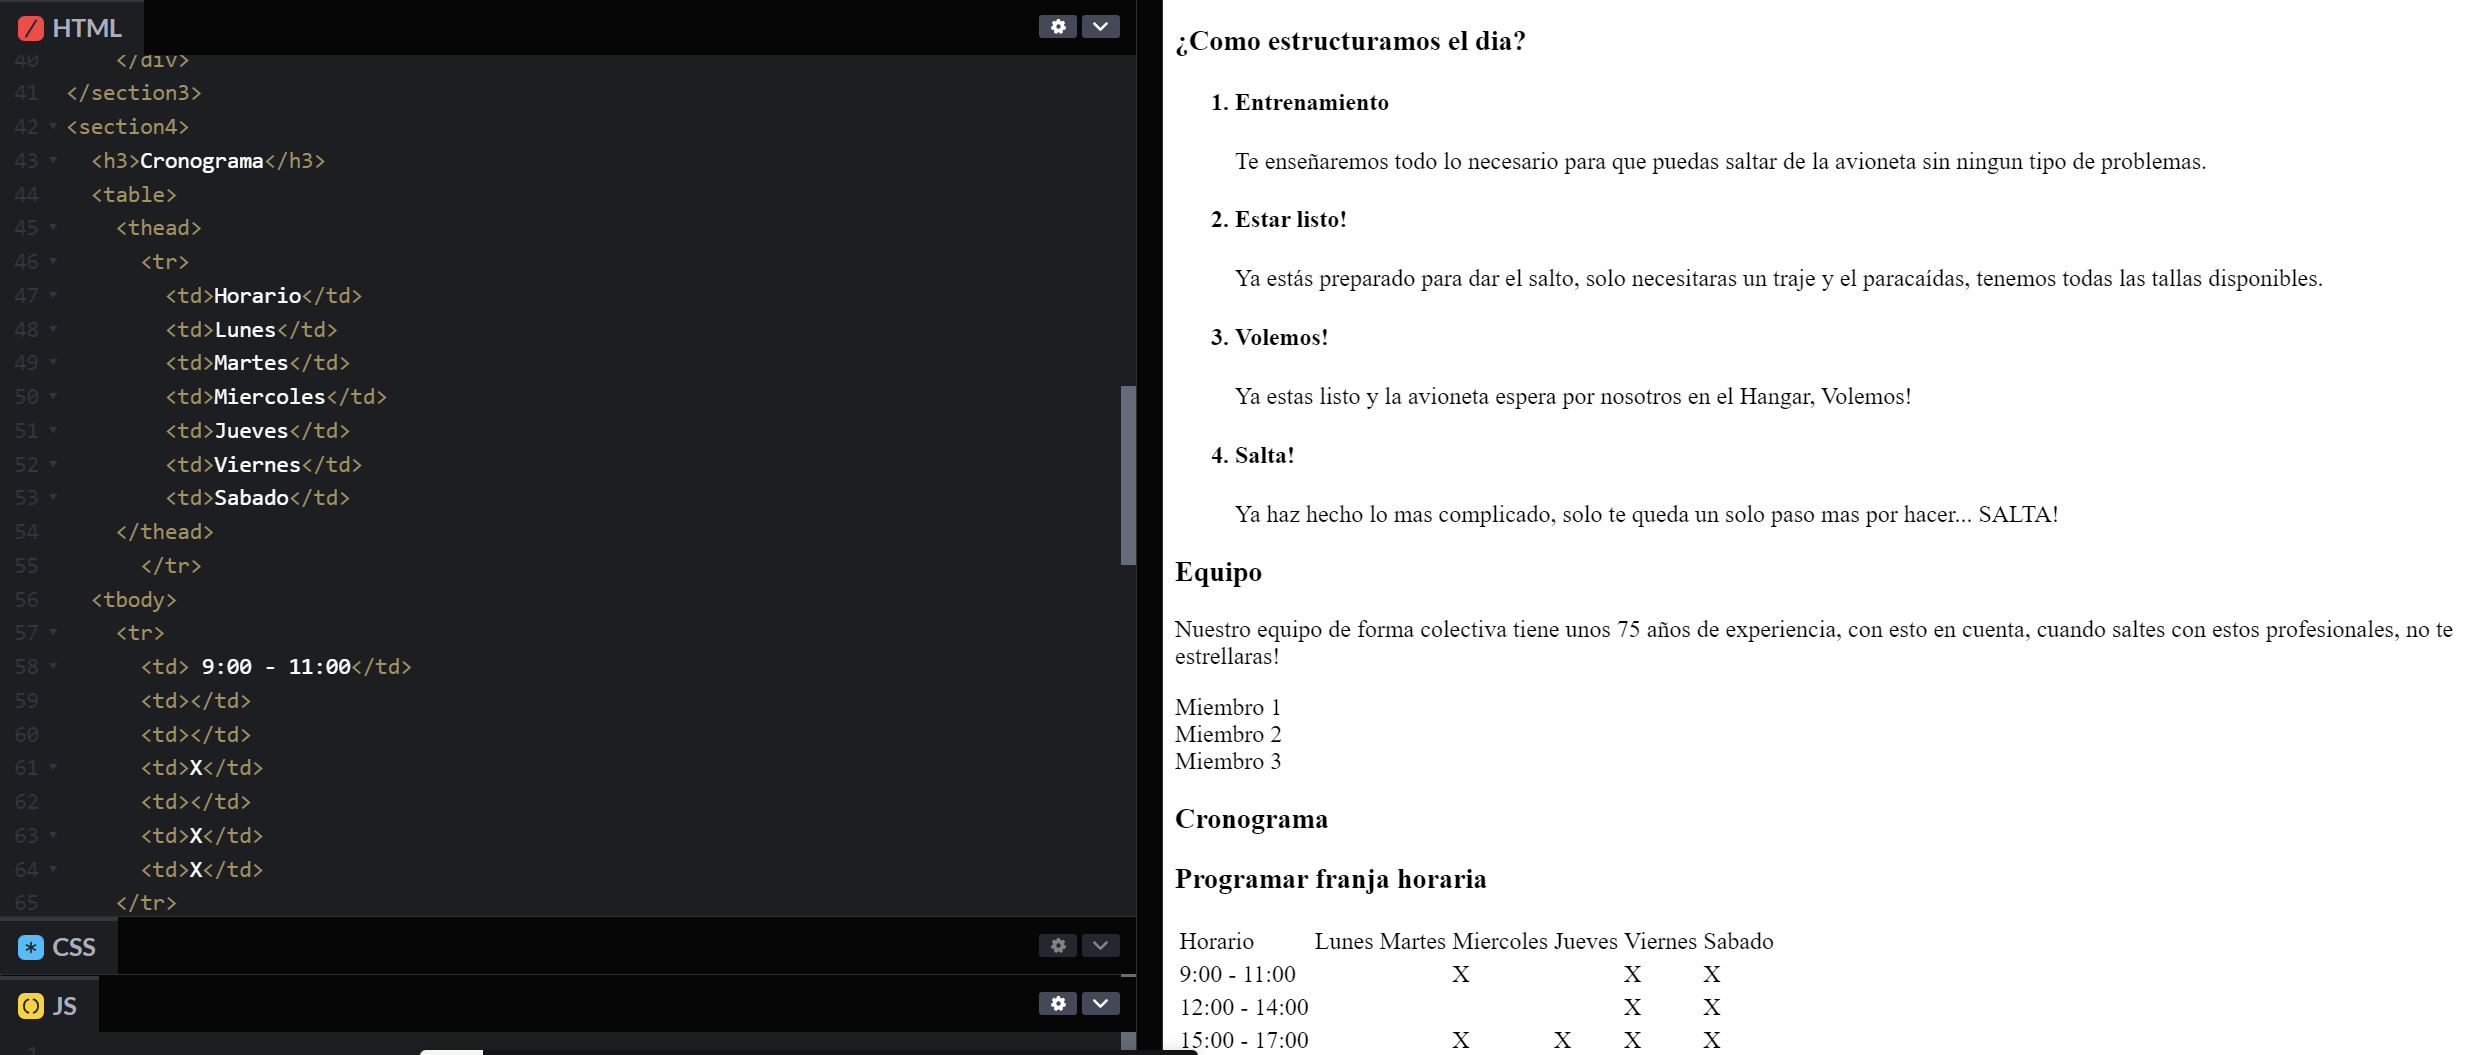 HTML
40 </div>
41 </section3>
42 <section4>
43 <h3>Cronograma</h3>
44 <table>
45 <thead>
46 <tr>
47 <td>Horario</td>
48 <td>Lunes</td>
49 <td>Martes</td>
50 <td>Miercoles</td>
51 <td>Jueves</td>
52 <td>Viernes</td>
53 <td>Sabado</td>
54 </thead>
55 </tr>
56 <tbody>
57 <tr>
58 <td> 9:00 - 11:00</td>
59 <td></td>
60 <td></td>
61 <td>X</td>
62 <td></td>
63 <td>X</td>
64 <td>X</td>
65 </tr>
CSS
JS
1
¿Como estructuramos el dia?
1. Entrenamiento
Te enseñaremos todo lo necesario para que puedas saltar de la avioneta sin ningun tipo de problemas.
2. Estar listo!
Ya estás preparado para dar el salto, solo necesitaras un traje y el paracaídas, tenemos todas las tallas disponibles.
3. Volemos!
Ya estas listo y la avioneta espera por nosotros en el Hangar, Volemos!
4. Salta!
Ya haz hecho lo mas complicado, solo te queda un solo paso mas por hacer... SALTA!
Equipo
Nuestro equipo de forma colectiva tiene unos 75 años de experiencia, con esto en cuenta, cuando saltes con estos profesionales, no te
estrellaras!
Miembro 1
Miembro 2
Miembro 3
Cronograma
Programar franja horaria
Horario Lunes Martes Miercoles Jueves Viernes Sabado
9:00 - 11:00 X X X
12:00 - 14:00 X X
15:00 - 17:00 X X X X